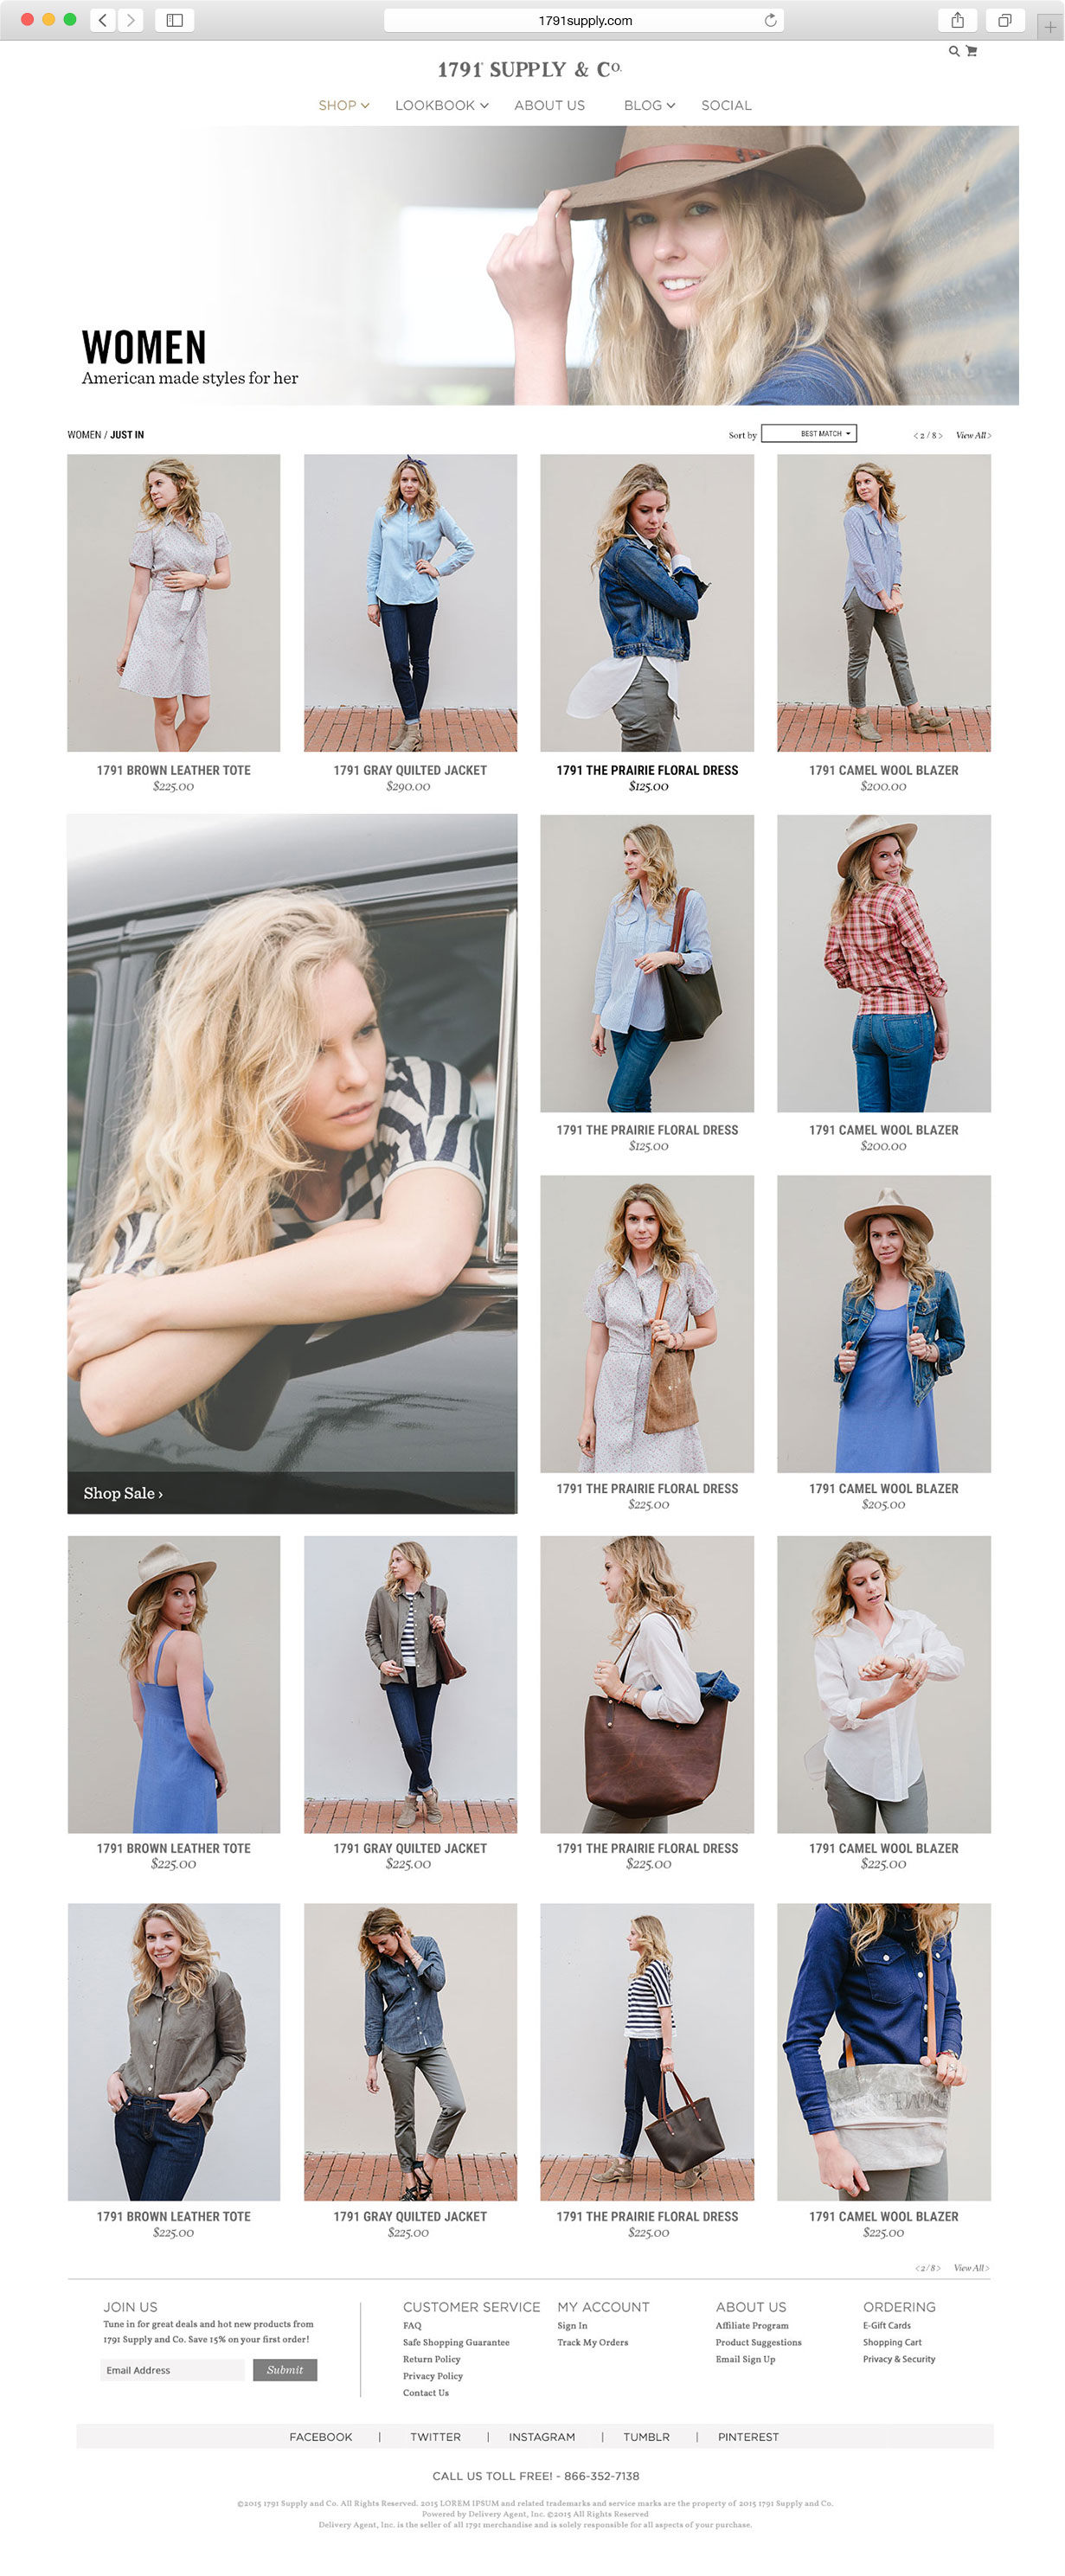 1791supply.com
1791 SUPPLY & CO.
SHOP LOOKBOOK ABOUT US BLOG SOCIAL
WOMEN
American made styles for her
WOMEN / JUST IN
Sort by BEST MATCH < 2 / 8 > View All >
1791 BROWN LEATHER TOTE
$225.00
1791 GRAY QUILTED JACKET
$290.00
1791 THE PRAIRIE FLORAL DRESS
$125.00
1791 CAMEL WOOL BLAZER
$200.00
1791 THE PRAIRIE FLORAL DRESS
$125.00
1791 CAMEL WOOL BLAZER
$200.00
Shop Sale ›
1791 THE PRAIRIE FLORAL DRESS
$225.00
1791 CAMEL WOOL BLAZER
$205.00
1791 BROWN LEATHER TOTE
$225.00
1791 GRAY QUILTED JACKET
$225.00
1791 THE PRAIRIE FLORAL DRESS
$225.00
1791 CAMEL WOOL BLAZER
$225.00
1791 BROWN LEATHER TOTE
$225.00
1791 GRAY QUILTED JACKET
$225.00
1791 THE PRAIRIE FLORAL DRESS
$225.00
1791 CAMEL WOOL BLAZER
$225.00
< 2 / 8 > View All >
JOIN US
Tune in for great deals and hot new products from
1791 Supply and Co. Save 15% on your first order!
Email Address Submit
CUSTOMER SERVICE
FAQ
Safe Shopping Guarantee
Return Policy
Privacy Policy
Contact Us
MY ACCOUNT
Sign In
Track My Orders
ABOUT US
Affiliate Program
Product Suggestions
Email Sign Up
ORDERING
E-Gift Cards
Shopping Cart
Privacy & Security
FACEBOOK | TWITTER | INSTAGRAM | TUMBLR | PINTEREST
CALL US TOLL FREE! - 866-352-7138
©2015 1791 Supply and Co. All Rights Reserved. 2015 LOREM IPSUM and related trademarks and service marks are the property of 2015 1791 Supply and Co.
Powered by Delivery Agent, Inc. ©2015 All Rights Reserved
Delivery Agent, Inc. is the seller of all 1791 merchandise and is solely responsible for all aspects of your purchase.